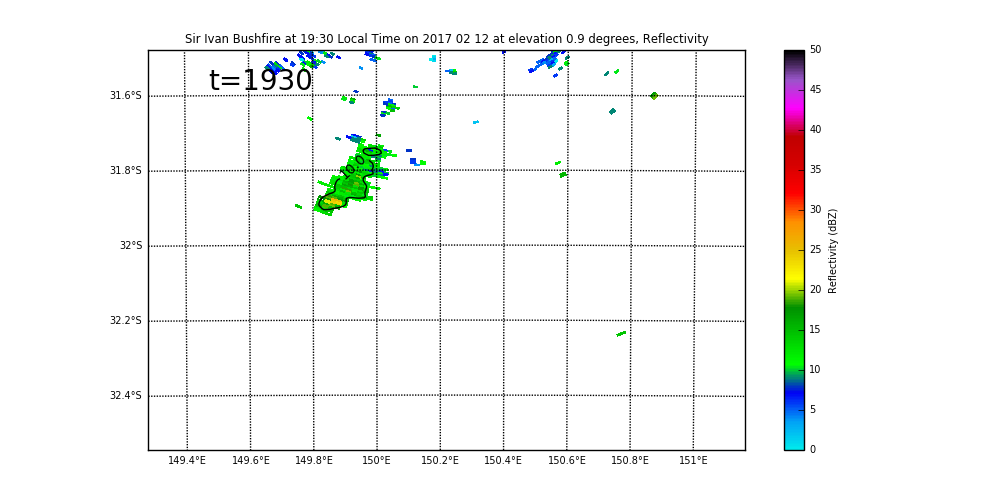 Sir Ivan Bushfire at 19:30 Local Time on 2017 02 12 at elevation 0.9 degrees, Reflectivity
t=1930
31.6°S
31.8°S
32°S
32.2°S
32.4°S
149.4°E 149.6°E 149.8°E 150°E 150.2°E 150.4°E 150.6°E 150.8°E 151°E
50
45
40
35
30
25
20
15
10
5
0
Reflectivity (dBZ)